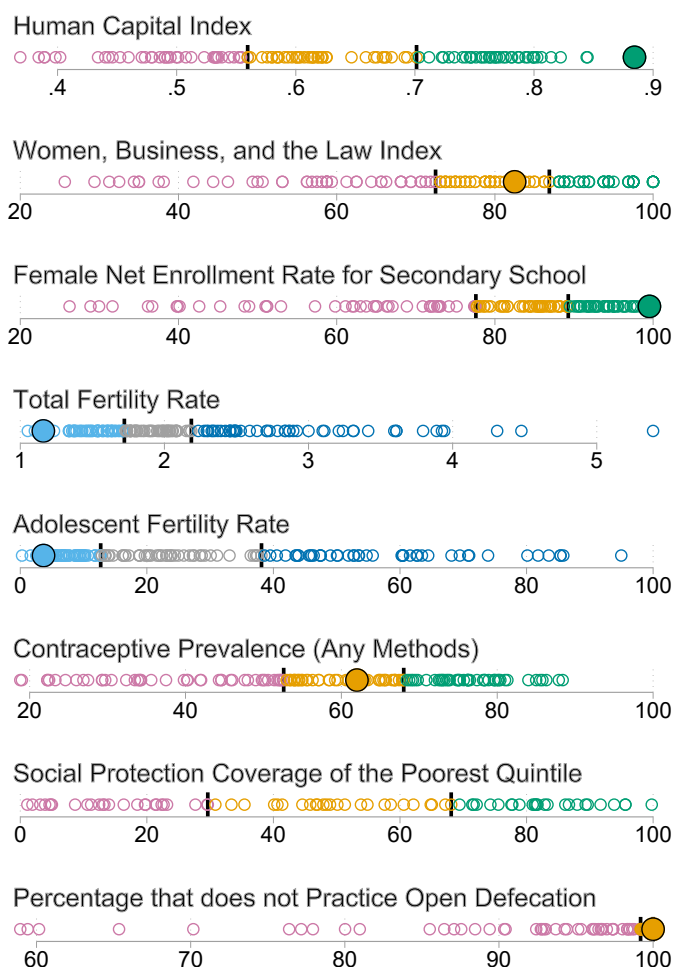 Human Capital Index
.4 .5 .6 .7 .8 .9
Women, Business, and the Law Index
20 40 60 80 100
Female Net Enrollment Rate for Secondary School
20 40 60 80 100
Total Fertility Rate
1 2 3 4 5
Adolescent Fertility Rate
0 20 40 60 80 100
Contraceptive Prevalence (Any Methods)
20 40 60 80 100
Social Protection Coverage of the Poorest Quintile
0 20 40 60 80 100
Percentage that does not Practice Open Defecation
60 70 80 90 100